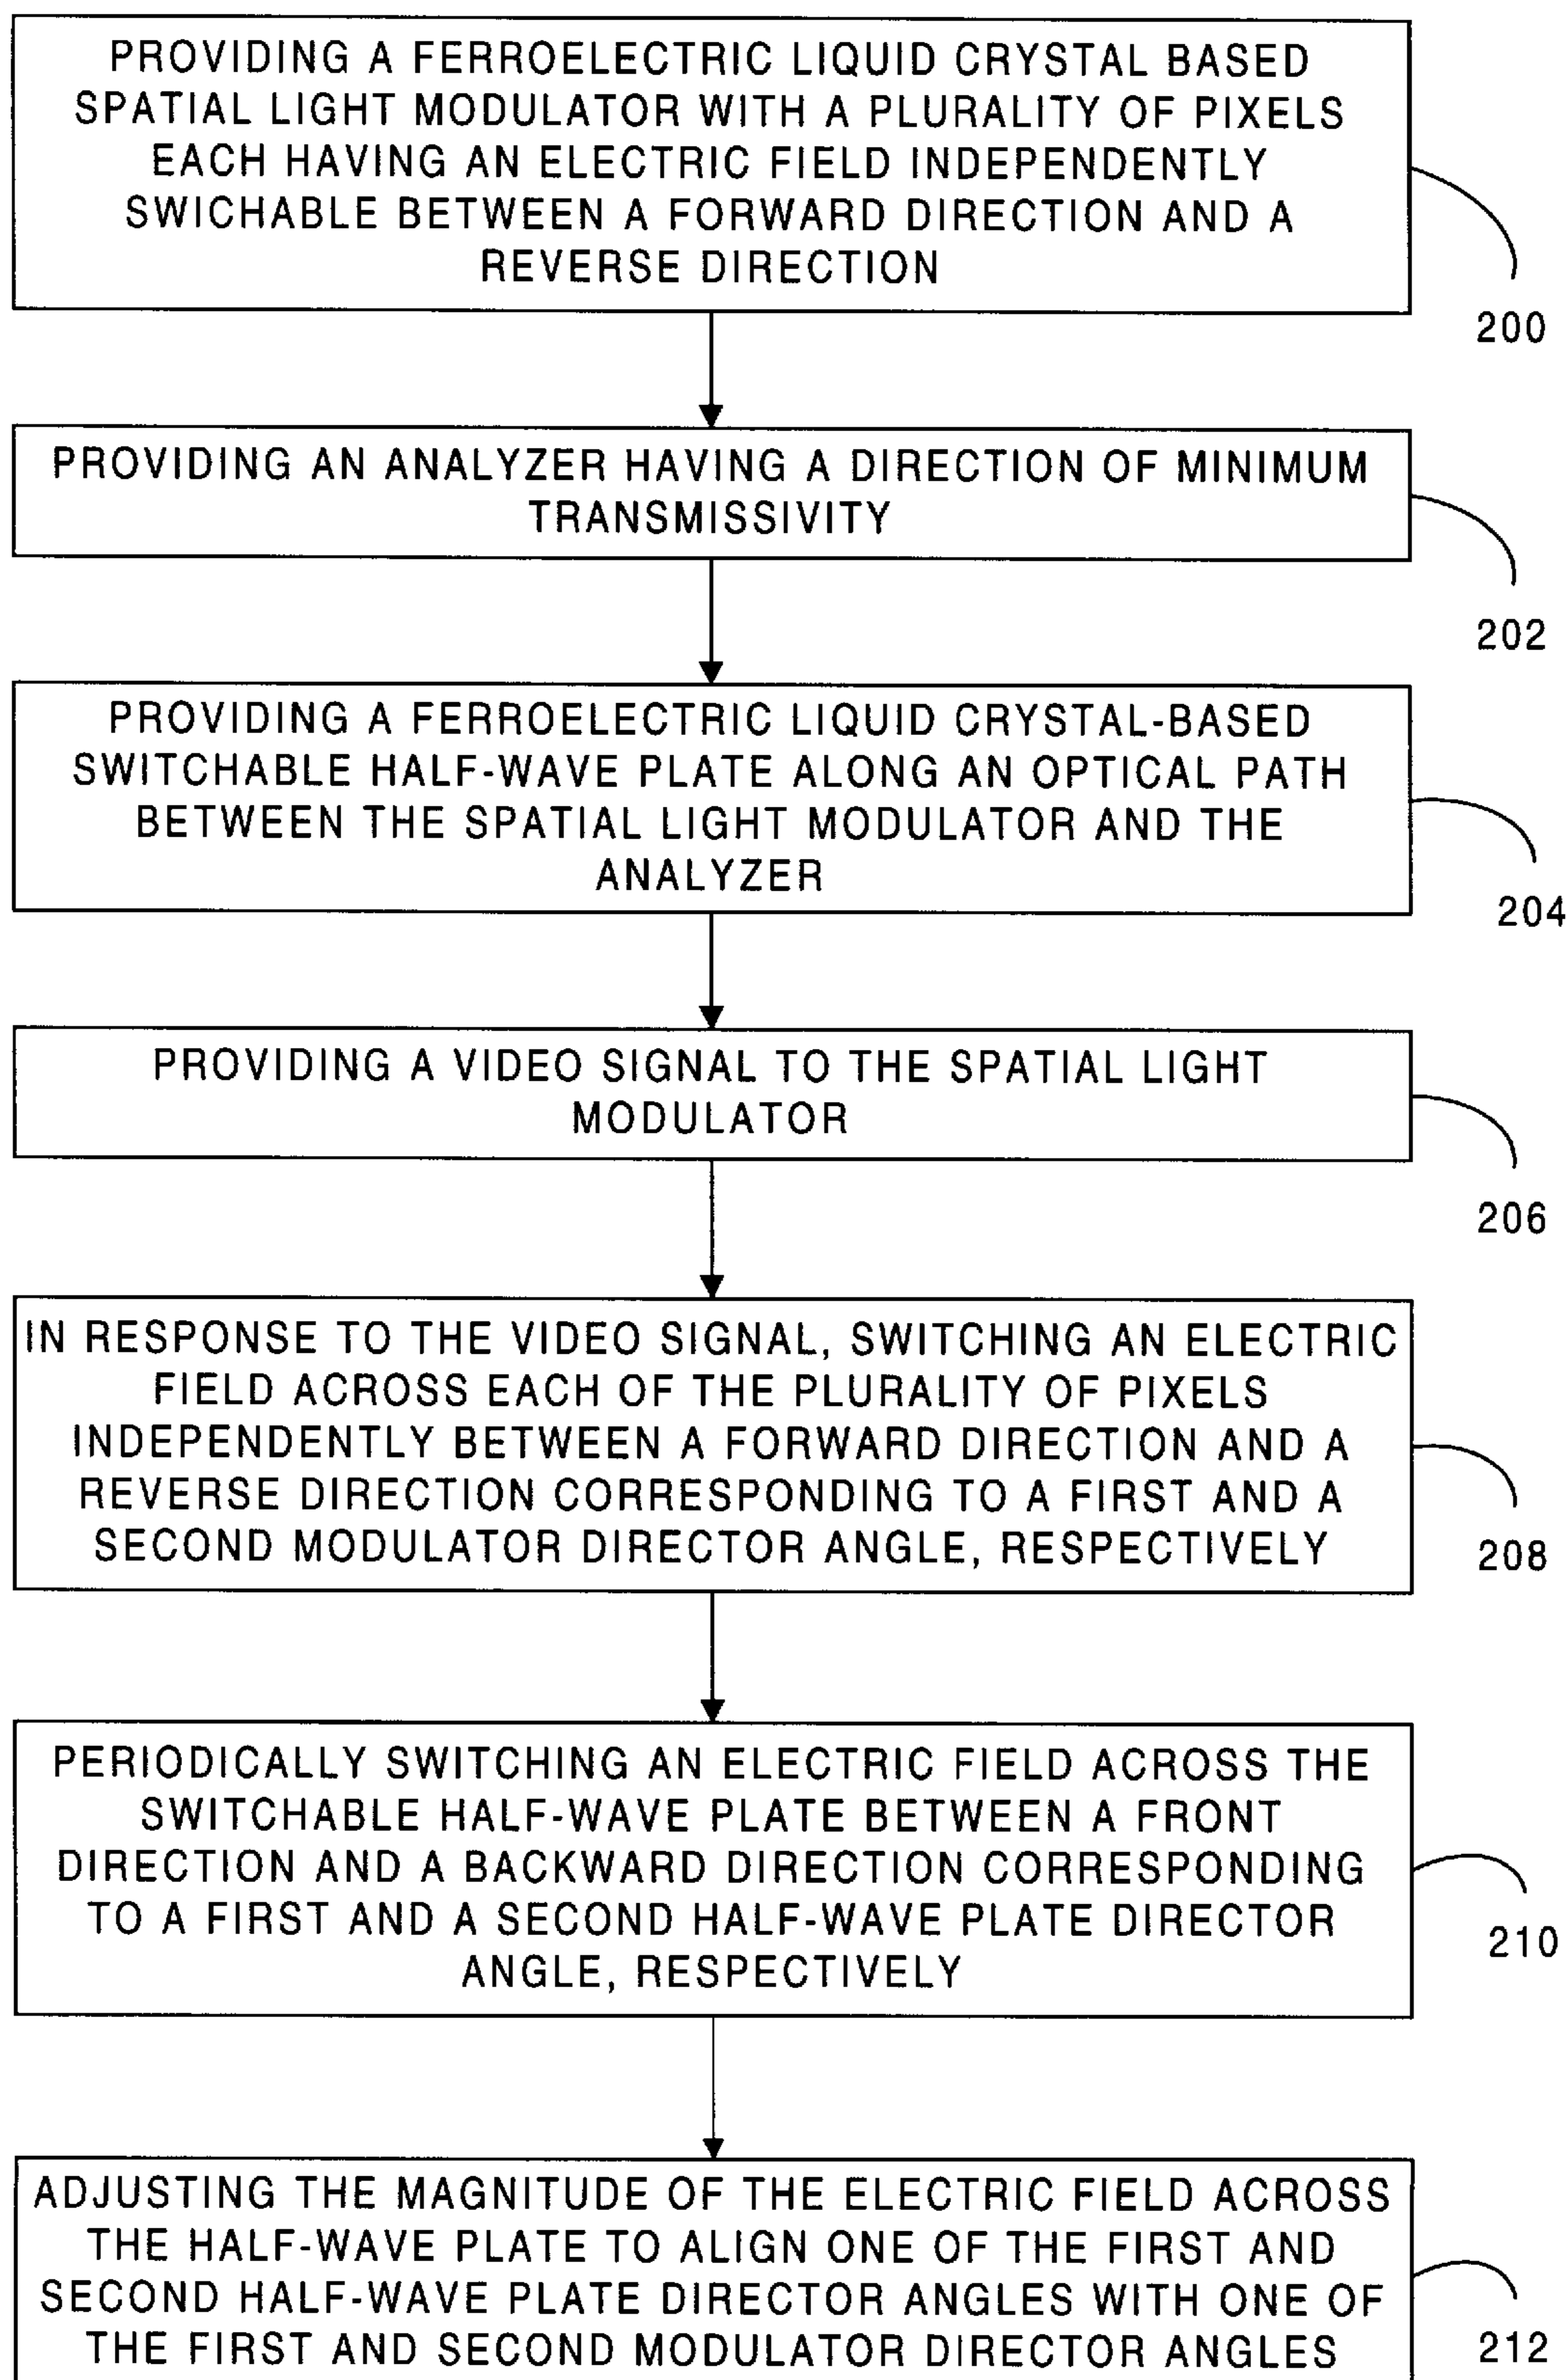 PROVIDING A FERROELECTRIC LIQUID CRYSTAL BASED
SPATIAL LIGHT MODULATOR WITH A PLURALITY OF PIXELS
EACH HAVING AN ELECTRIC FIELD INDEPENDENTLY
SWICHABLE BETWEEN A FORWARD DIRECTION AND A
REVERSE DIRECTION
200
PROVIDING AN ANALYZER HAVING A DIRECTION OF MINIMUM
TRANSMISSIVITY
202
PROVIDING A FERROELECTRIC LIQUID CRYSTAL-BASED
SWITCHABLE HALF-WAVE PLATE ALONG AN OPTICAL PATH
BETWEEN THE SPATIAL LIGHT MODULATOR AND THE
ANALYZER
204
PROVIDING A VIDEO SIGNAL TO THE SPATIAL LIGHT
MODULATOR
206
IN RESPONSE TO THE VIDEO SIGNAL, SWITCHING AN ELECTRIC
FIELD ACROSS EACH OF THE PLURALITY OF PIXELS
INDEPENDENTLY BETWEEN A FORWARD DIRECTION AND A
REVERSE DIRECTION CORRESPONDING TO A FIRST AND A
SECOND MODULATOR DIRECTOR ANGLE, RESPECTIVELY
208
PERIODICALLY SWITCHING AN ELECTRIC FIELD ACROSS THE
SWITCHABLE HALF-WAVE PLATE BETWEEN A FRONT
DIRECTION AND A BACKWARD DIRECTION CORRESPONDING
TO A FIRST AND A SECOND HALF-WAVE PLATE DIRECTOR
ANGLE, RESPECTIVELY
210
ADJUSTING THE MAGNITUDE OF THE ELECTRIC FIELD ACROSS
THE HALF-WAVE PLATE TO ALIGN ONE OF THE FIRST AND
SECOND HALF-WAVE PLATE DIRECTOR ANGLES WITH ONE OF
THE FIRST AND SECOND MODULATOR DIRECTOR ANGLES
212